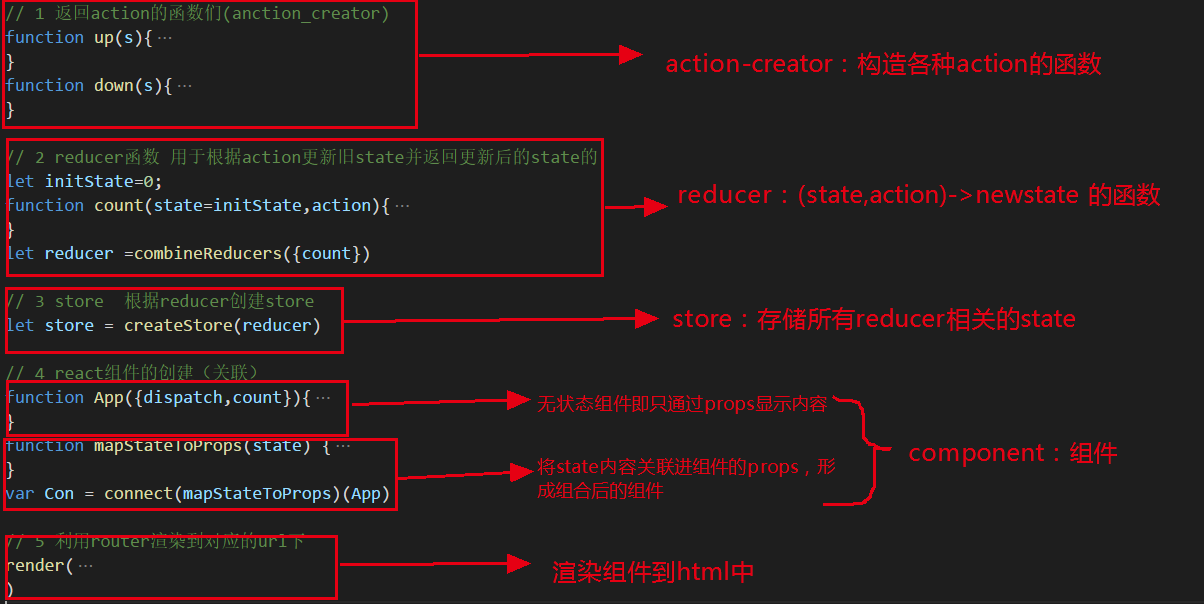 // 1 返回action的函数们(anction_creator)
function up(s){ ···
}
function down(s){ ···
}
action-creator：构造各种action的函数
// 2 reducer函数 用于根据action更新旧state并返回更新后的state的
let initState=0;
function count(state=initState,action){ ···
}
let reducer =combineReducers({count})
reducer：(state,action)->newstate 的函数
// 3 store  根据reducer创建store
let store = createStore(reducer)
store：存储所有reducer相关的state
// 4 react组件的创建（关联）
function App({dispatch,count}){ ···
}
无状态组件即只通过props显示内容
function mapStateToProps(state) { ···
}
var Con = connect(mapStateToProps)(App)
将state内容关联进组件的props，形
成组合后的组件
component：组件
// 5 利用router渲染到对应的url下
render( ···
)
渲染组件到html中